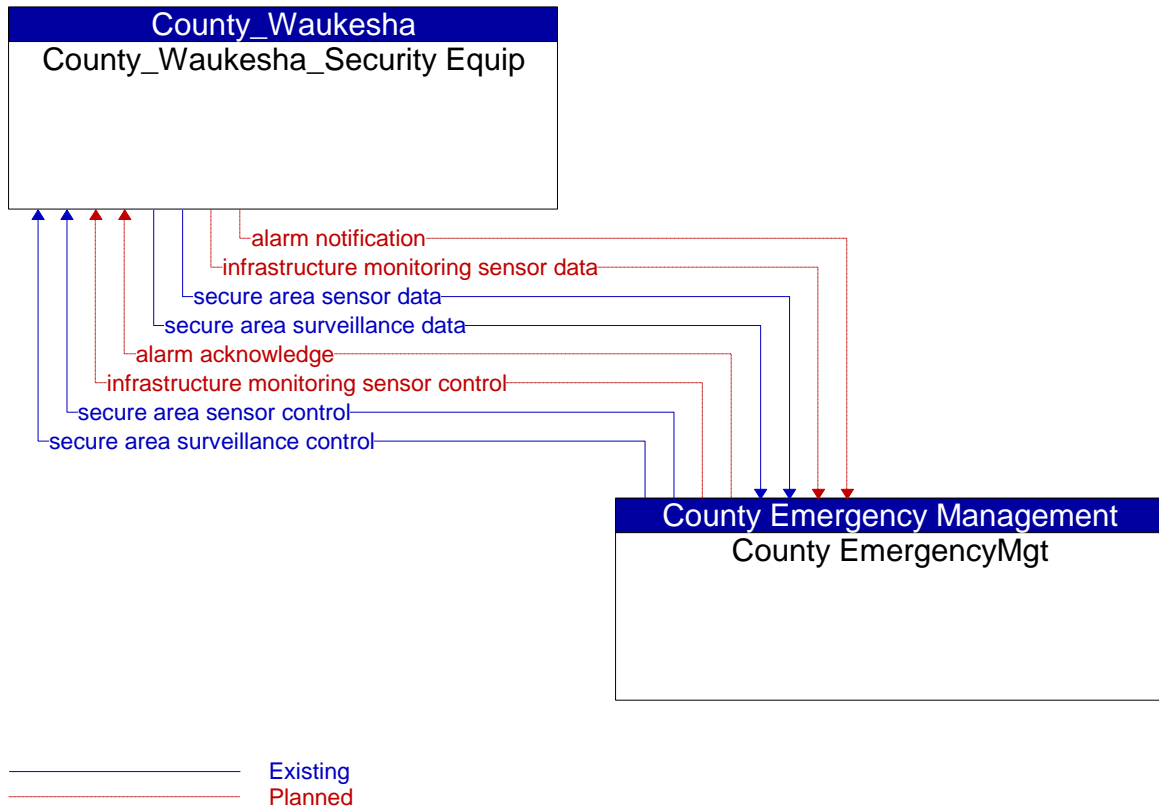 County_Waukesha
County_Waukesha_Security Equip
alarm notification
infrastructure monitoring sensor data
secure area sensor data
secure area surveillance data
alarm acknowledge
infrastructure monitoring sensor control
secure area sensor control
secure area surveillance control
County Emergency Management
County EmergencyMgt
Existing
Planned